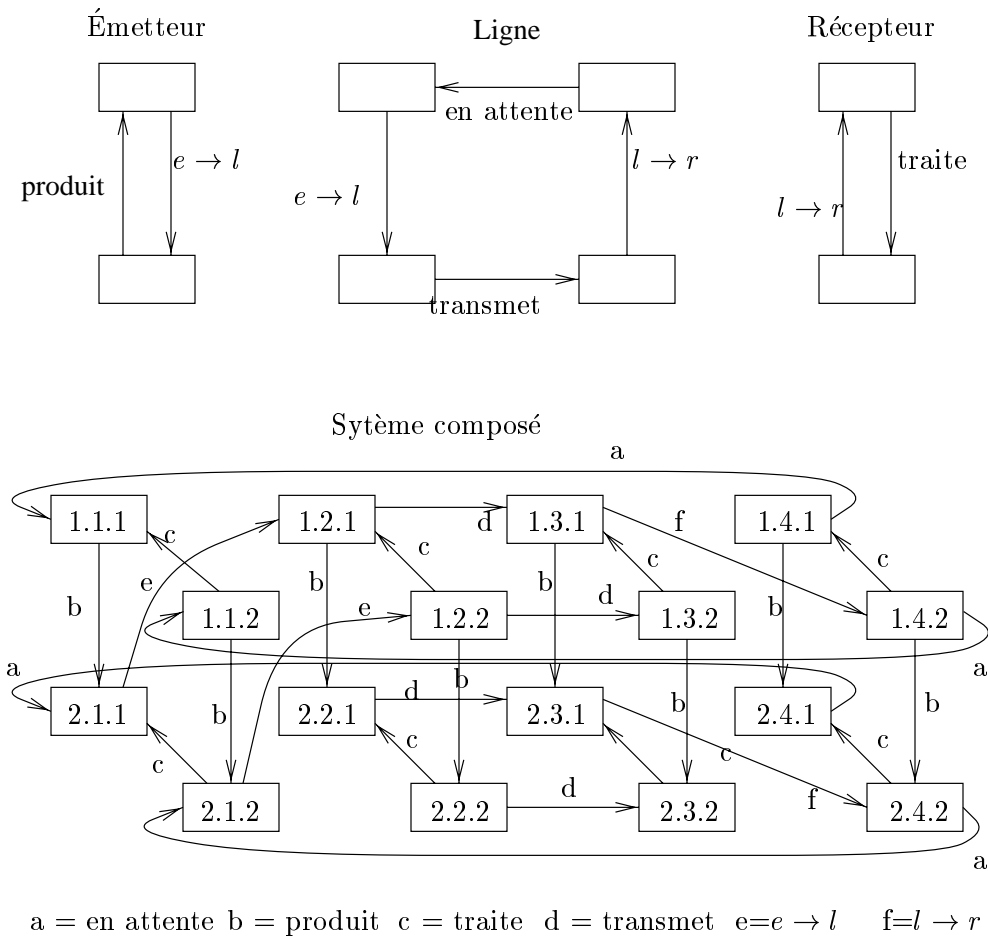 Émetteur Ligne Récepteur
en attente
e → l l → r traite
produit
e → l l → r
transmet
Sytème composé
a
1.1.1 1.2.1 d 1.3.1 f 1.4.1
c c c c
e b b b b
e d
1.1.2 1.2.2 1.3.2 1.4.2
a a
b d
2.1.1 b 2.2.1 2.3.1 b 2.4.1 b
c c c c
d f
2.1.2 2.2.2 2.3.2 2.4.2
a
a = en attente b = produit c = traite d = transmet e=e → l f=l → r